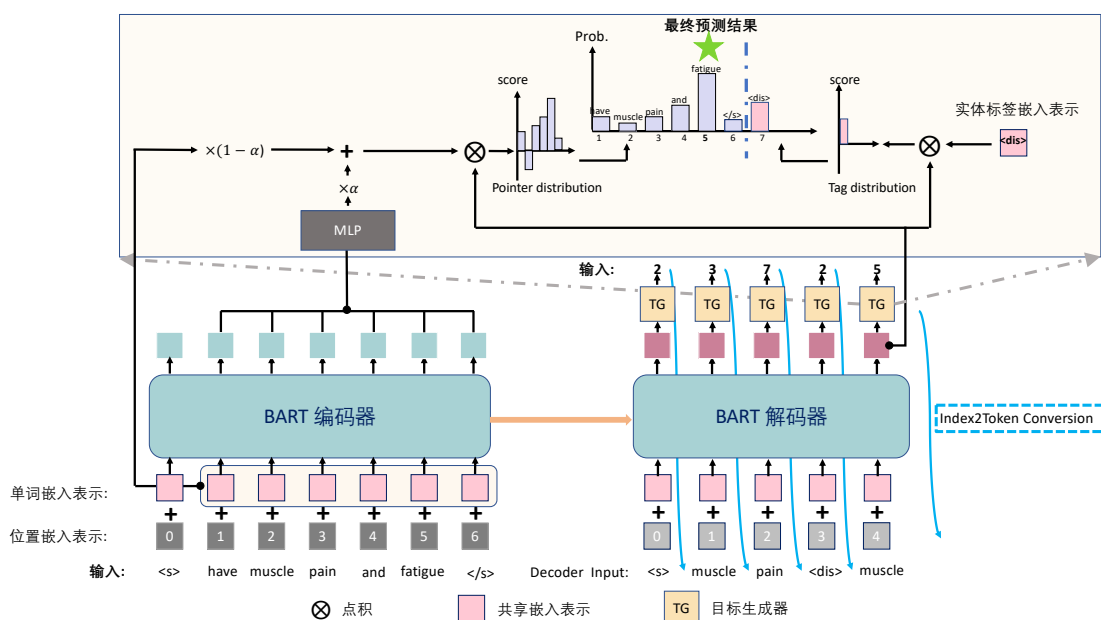 最终预测结果
Prob.
score
have
muscle
pain
and
fatigue
</s>
<dis>
1 2 3 4 5 6 7
score
实体标签嵌入表示
<dis>
×(1 − α)
+
×α
MLP
Pointer distribution
Tag distribution
输入: 2 3 7 2 5
TG TG TG TG TG
BART 编码器
BART 解码器
Index2Token Conversion
单词嵌入表示:
+ + + + + + +
+ + + + +
位置嵌入表示: 0 1 2 3 4 5 6
0 1 2 3 4
输入: <s> have muscle pain and fatigue </s>
Decoder Input: <s> muscle pain <dis> muscle
点积
共享嵌入表示
TG 目标生成器